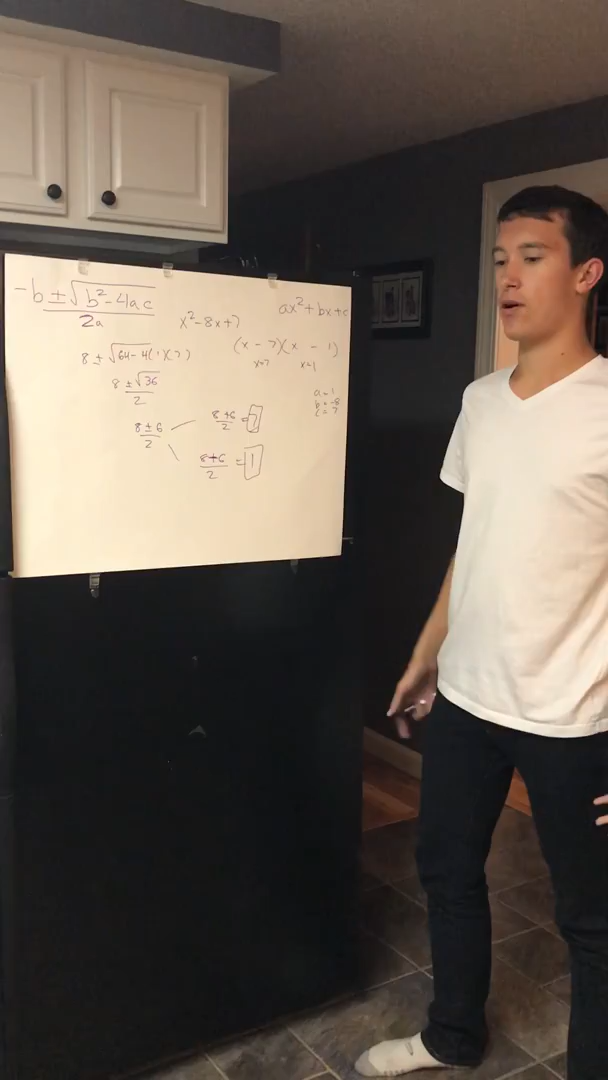 -b ± √b² - 4ac
2a
x² - 8x + 7
ax² + bx + c
8 ± √64 - 4(1)(7)
(x - 7)(x - 1)
x=7 x=1
8 ± √36
2
a = 1
b = -8
c = 7
8 ± 6
2
8 + 6
2
= 7
8 + 6
2
= 1